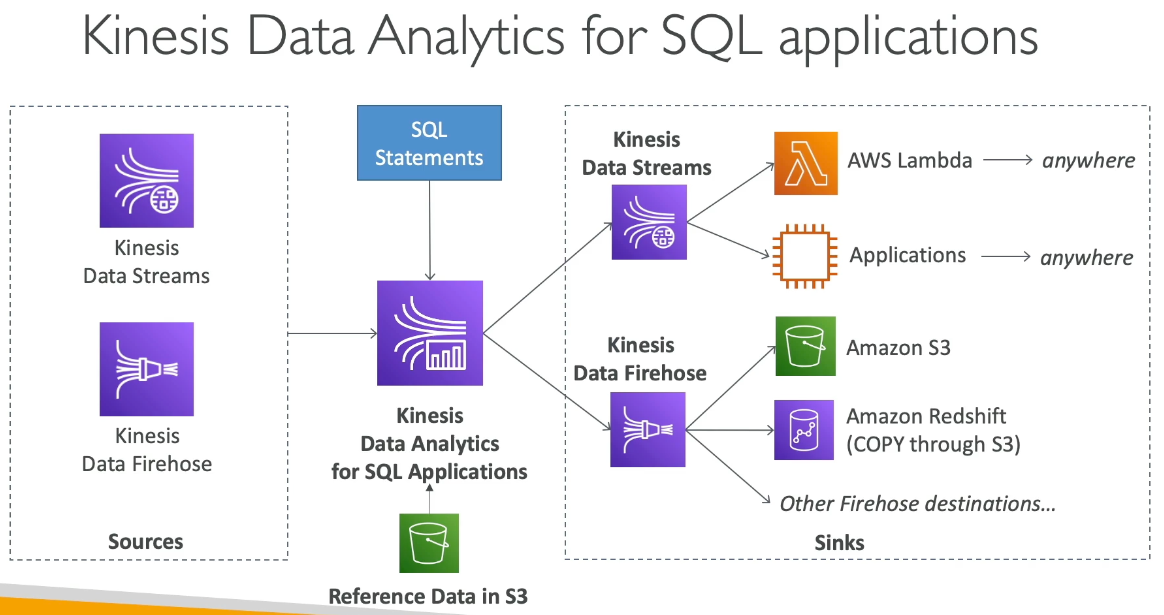 Kinesis Data Analytics for SQL applications
Kinesis
Data Streams
Kinesis
Data Firehose
Sources
SQL
Statements
Kinesis
Data Analytics
for SQL Applications
Reference Data in S3
Kinesis
Data Streams
AWS Lambda
anywhere
Applications
anywhere
Kinesis
Data Firehose
Amazon S3
Amazon Redshift
(COPY through S3)
Other Firehose destinations...
Sinks